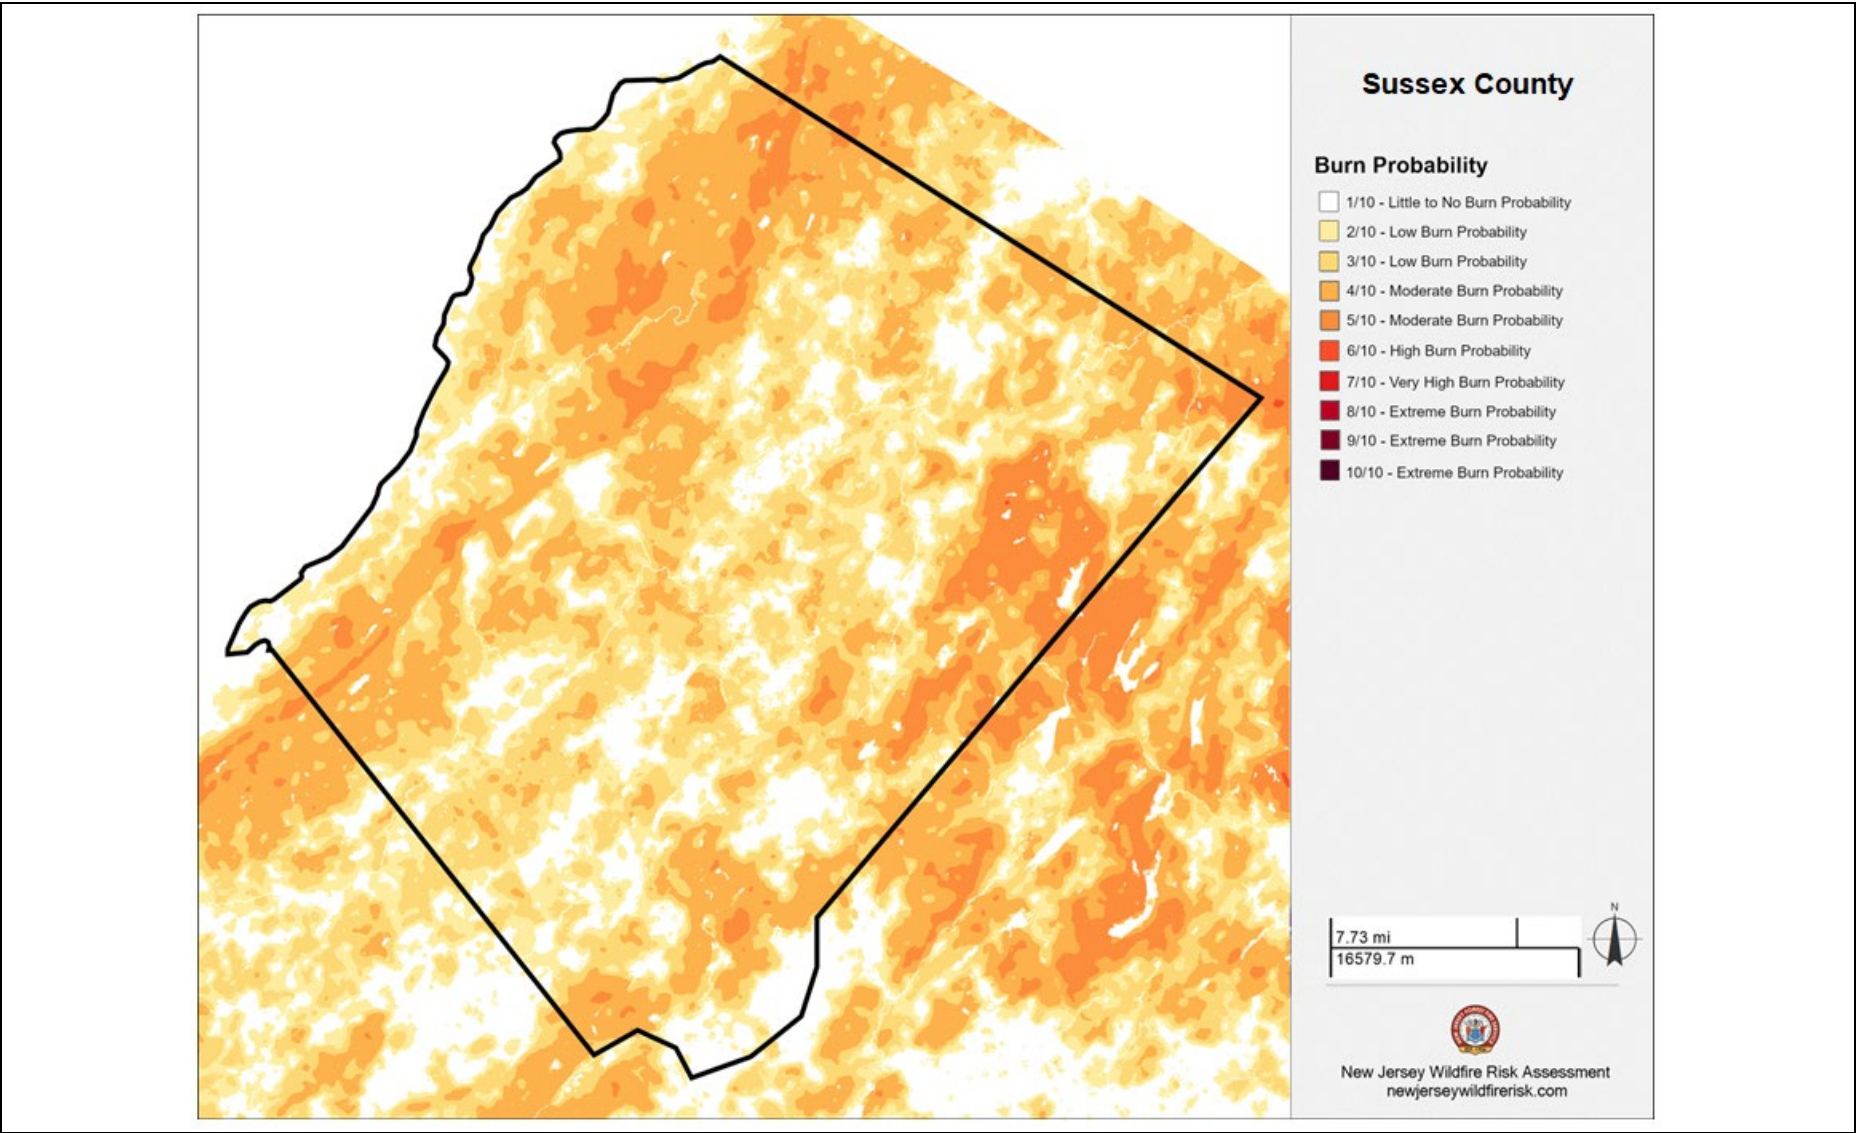 Sussex County
Burn Probability
1/10 - Little to No Burn Probability
2/10 - Low Burn Probability
3/10 - Low Burn Probability
4/10 - Moderate Burn Probability
5/10 - Moderate Burn Probability
6/10 - High Burn Probability
7/10 - Very High Burn Probability
8/10 - Extreme Burn Probability
9/10 - Extreme Burn Probability
10/10 - Extreme Burn Probability
N
7.73 mi
16579.7 m
New Jersey Wildfire Risk Assessment
newjerseywildfirerisk.com